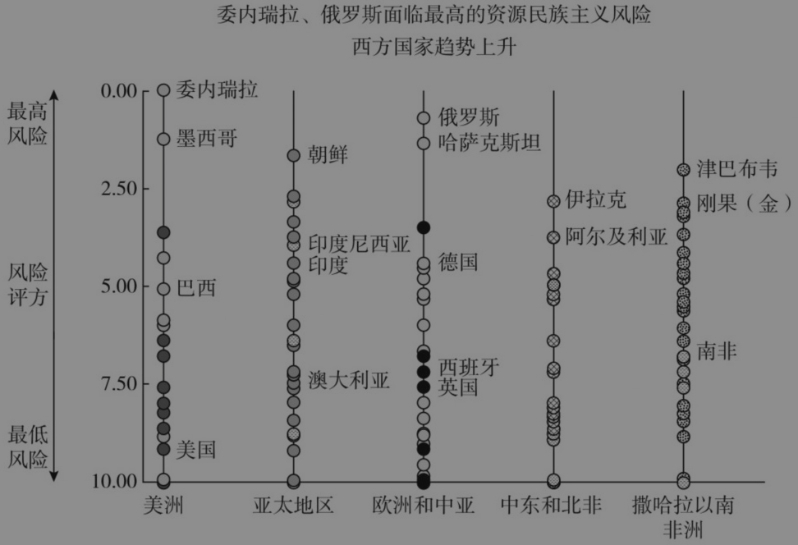 委内瑞拉、俄罗斯面临最高的资源民族主义风险
西方国家趋势上升
最高
风险
风险
评方
最低
风险
0.00
2.50
5.00
7.50
10.00
委内瑞拉
墨西哥
巴西
美国
朝鲜
印度尼西亚
印度
澳大利亚
俄罗斯
哈萨克斯坦
德国
西班牙
英国
伊拉克
阿尔及利亚
津巴布韦
刚果（金）
南非
美洲
亚太地区
欧洲和中亚
中东和北非
撒哈拉以南
非洲